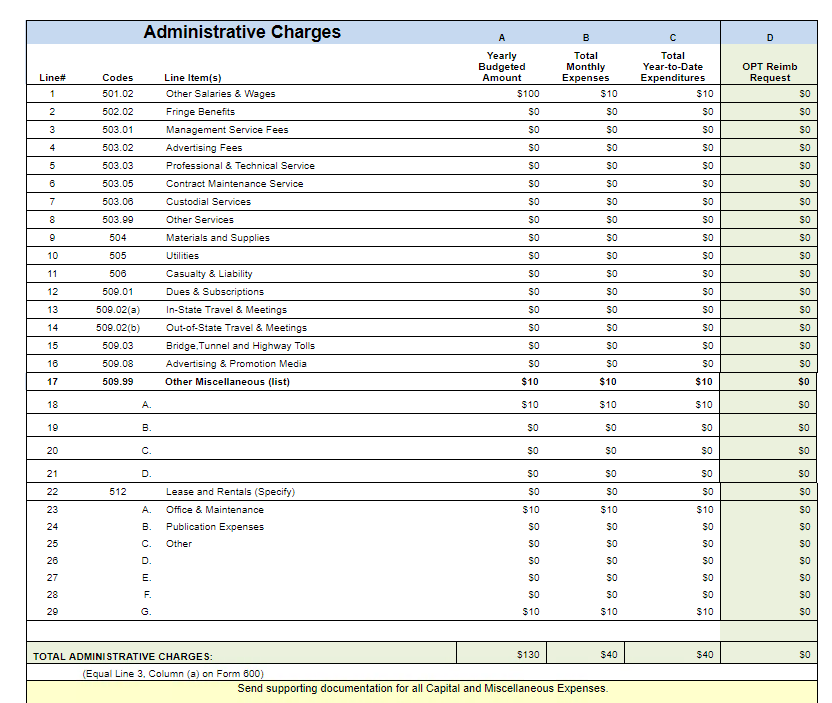 Administrative Charges A B C D
Yearly Total Total
Budgeted Monthly Year-to-Date OPT Reimb
Line# Codes Line Item(s) Amount Expenses Expenditures Request
1 501.02 Other Salaries & Wages $100 $10 $10 $0
2 502.02 Fringe Benefits $0 $0 $0 $0
3 503.01 Management Service Fees $0 $0 $0 $0
4 503.02 Advertising Fees $0 $0 $0 $0
5 503.03 Professional & Technical Service $0 $0 $0 $0
6 503.05 Contract Maintenance Service $0 $0 $0 $0
7 503.06 Custodial Services $0 $0 $0 $0
8 503.99 Other Services $0 $0 $0 $0
9 504 Materials and Supplies $0 $0 $0 $0
10 505 Utilities $0 $0 $0 $0
11 506 Casualty & Liability $0 $0 $0 $0
12 509.01 Dues & Subscriptions $0 $0 $0 $0
13 509.02(a) In-State Travel & Meetings $0 $0 $0 $0
14 509.02(b) Out-of-State Travel & Meetings $0 $0 $0 $0
15 509.03 Bridge,Tunnel and Highway Tolls $0 $0 $0 $0
16 509.08 Advertising & Promotion Media $0 $0 $0 $0
17 509.99 Other Miscellaneous (list) $10 $10 $10 $0
18 A. $10 $10 $10 $0
19 B. $0 $0 $0 $0
20 C. $0 $0 $0 $0
21 D. $0 $0 $0 $0
22 512 Lease and Rentals (Specify) $0 $0 $0 $0
23 A. Office & Maintenance $10 $10 $10 $0
24 B. Publication Expenses $0 $0 $0 $0
25 C. Other $0 $0 $0 $0
26 D. $0 $0 $0 $0
27 E. $0 $0 $0 $0
28 F. $0 $0 $0 $0
29 G. $10 $10 $10 $0
TOTAL ADMINISTRATIVE CHARGES: $130 $40 $40 $0
(Equal Line 3, Column (a) on Form 600)
Send supporting documentation for all Capital and Miscellaneous Expenses.